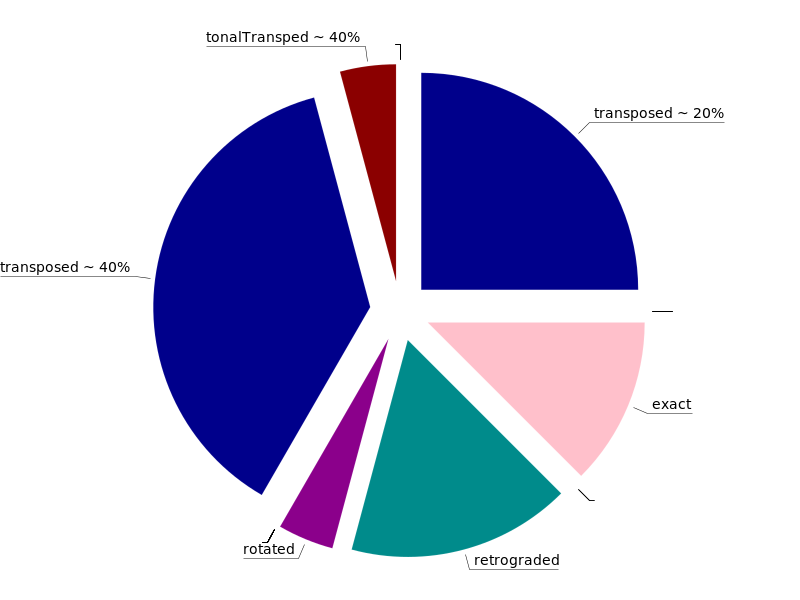 tonalTransped ~ 40%
transposed ~ 20%
transposed ~ 40%
exact
rotated
retrograded